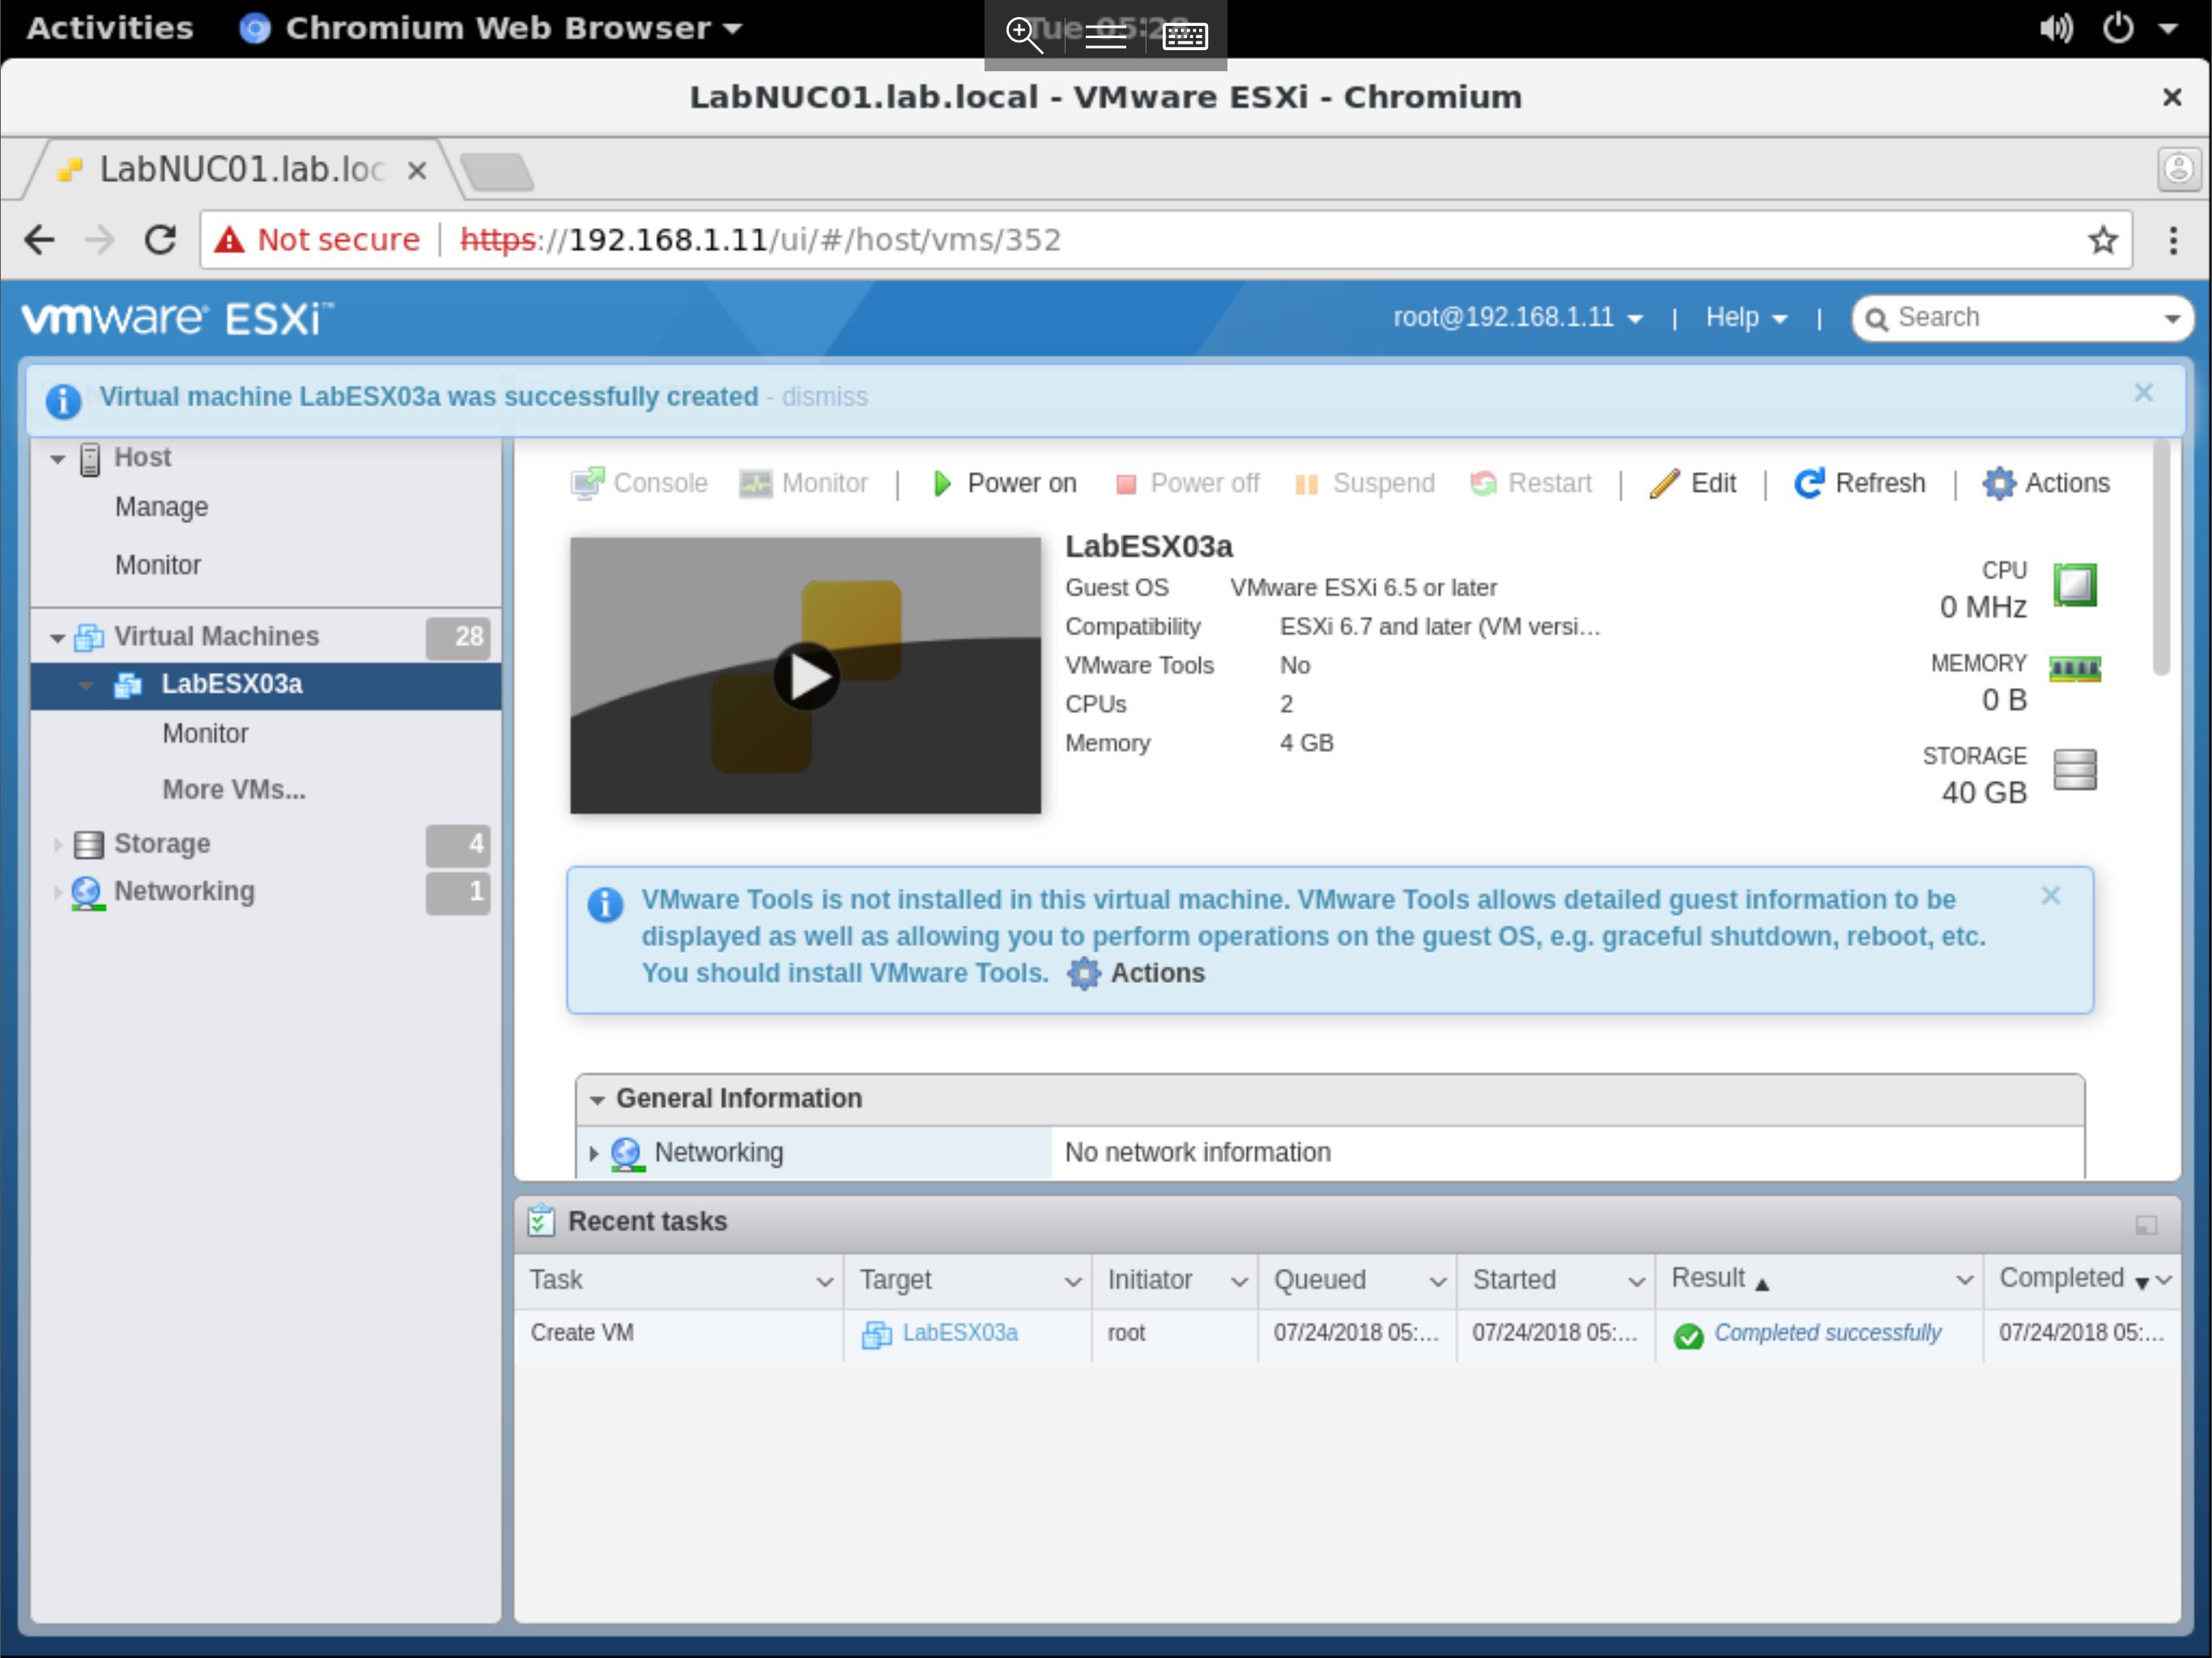 Activities Chromium Web Browser Tue 05:28
LabNUC01.lab.local - VMware ESXi - Chromium
LabNUC01.lab.loc
Not secure https://192.168.1.11/ui/#/host/vms/352
vmware ESXi™ root@192.168.1.11 | Help | Search
Virtual machine LabESX03a was successfully created - dismiss
Host
Manage
Monitor
Virtual Machines 28
LabESX03a
Monitor
More VMs...
Storage 4
Networking 1
Console Monitor | Power on Power off Suspend Restart | Edit | Refresh | Actions
LabESX03a
Guest OS VMware ESXi 6.5 or later
Compatibility ESXi 6.7 and later (VM versi...
VMware Tools No
CPUs 2
Memory 4 GB
CPU
0 MHz
MEMORY
0 B
STORAGE
40 GB
VMware Tools is not installed in this virtual machine. VMware Tools allows detailed guest information to be
displayed as well as allowing you to perform operations on the guest OS, e.g. graceful shutdown, reboot, etc.
You should install VMware Tools. Actions
General Information
Networking No network information
Recent tasks
Task Target Initiator Queued Started Result Completed
Create VM LabESX03a root 07/24/2018 05:... 07/24/2018 05:... Completed successfully 07/24/2018 05:...